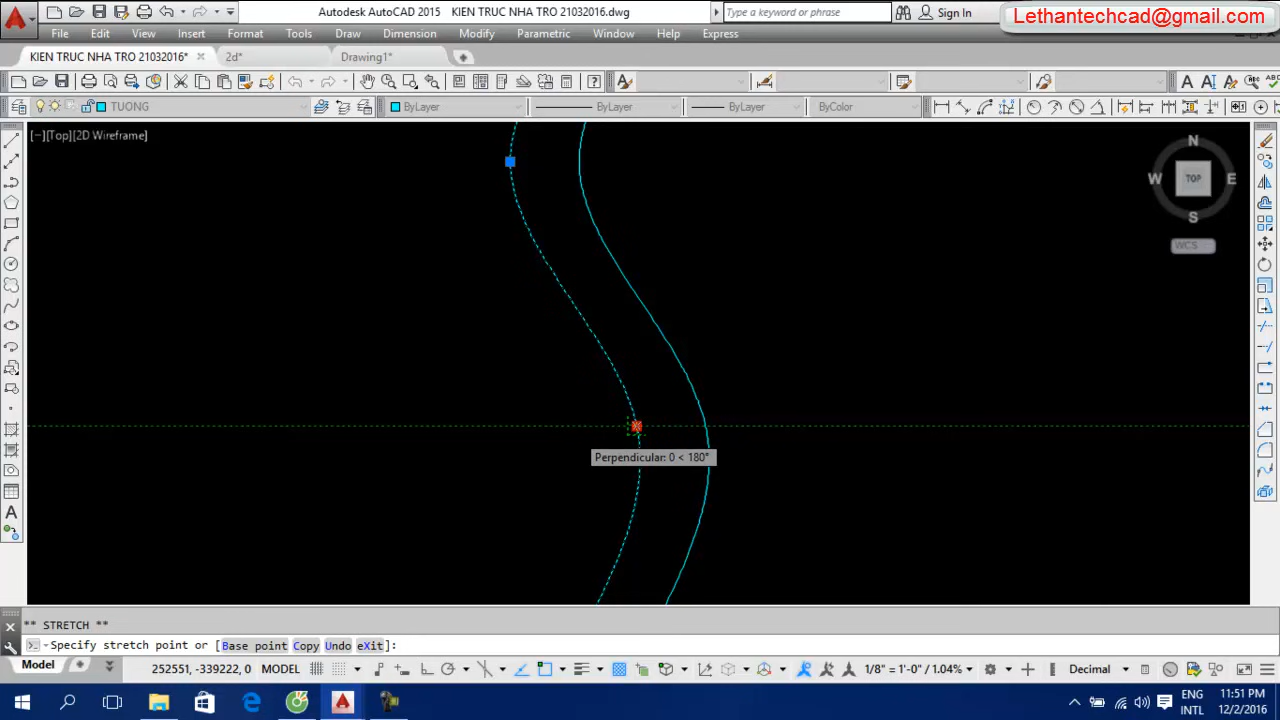 Autodesk AutoCAD 2015 KIEN TRUC NHA TRO 21032016.dwg
Type a keyword or phrase
Sign In
Lethantechcad@gmail.com
File Edit View Insert Format Tools Draw Dimension Modify Parametric Window Help Express
KIEN TRUC NHA TRO 21032016* 2d* Drawing1*
TUONG ByLayer ByLayer ByLayer ByColor
[−][Top][2D Wireframe]
N
W TOP E
S
WCS
Perpendicular: 0 < 180°
** STRETCH **
Specify stretch point or [Base point Copy Undo eXit]:
Model
252551, -339222, 0 MODEL 1/8" = 1'-0" / 1.04% Decimal
ENG 11:51 PM
INTL 12/2/2016